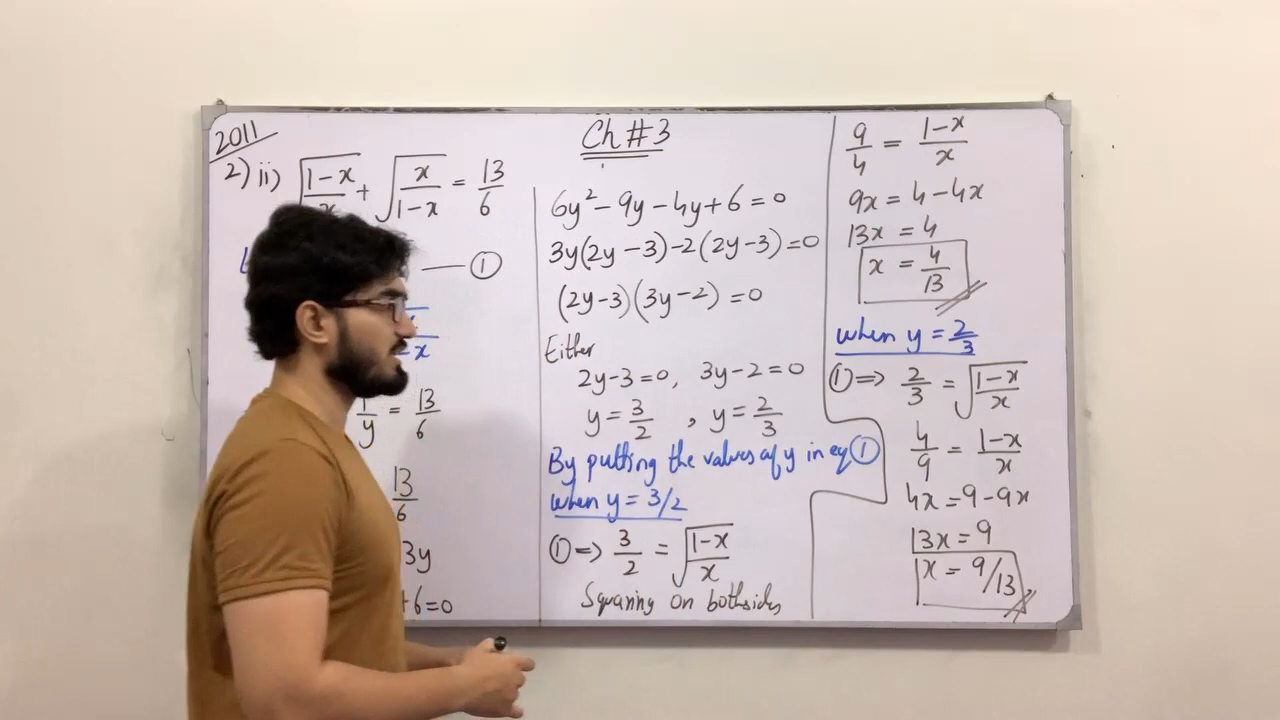 2011
Ch #3
2) ii) √(1-x)/x + √x/(1-x) = 13/6
—— ①
-x
1/y = 13/6
13/6
3y
+6=0
6y² - 9y - 4y + 6 = 0
3y(2y - 3) - 2(2y - 3) = 0
(2y-3)(3y-2) = 0
Either
2y-3=0, 3y-2=0
y = 3/2 , y = 2/3
By putting the values of y in eq ①
when y = 3/2
① => 3/2 = √(1-x)/x
Squaring on bothsides
9/4 = (1-x)/x
9x = 4 - 4x
13x = 4
x = 4/13
when y = 2/3
① => 2/3 = √(1-x)/x
4/9 = (1-x)/x
4x = 9 - 9x
13x = 9
x = 9/13